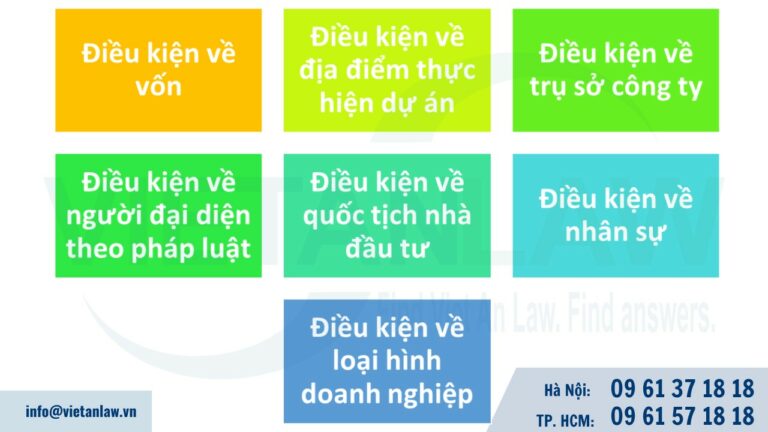 Điều kiện về
vốn
Điều kiện về
địa điểm thực
hiện dự án
Điều kiện về
trụ sở công ty
Điều kiện về
người đại diện
theo pháp luật
Điều kiện về
quốc tịch nhà
đầu tư
Điều kiện về
nhân sự
VIETANLAW
Find Viet An Law. Find answers.
Điều kiện về
loại hình
doanh nghiệp
info@vietanlaw.vn
Hà Nội: 09 61 37 18 18
TP. HCM: 09 61 57 18 18